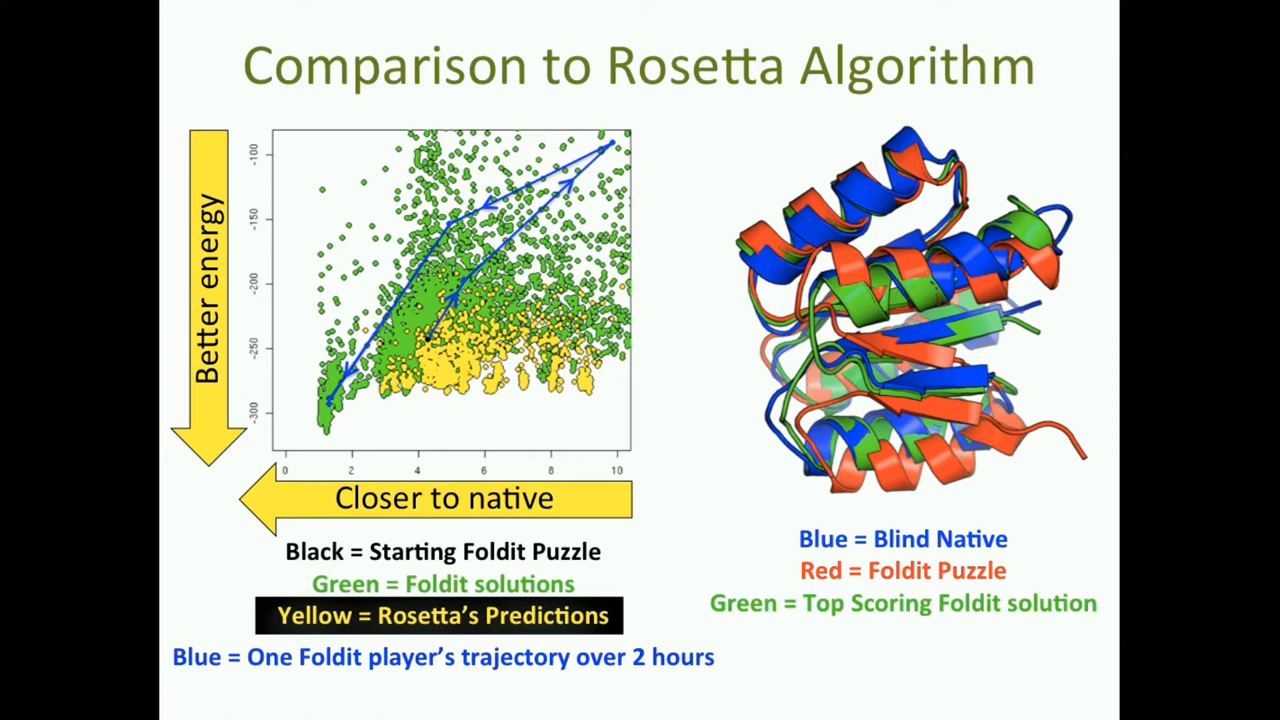 Comparison to Rosetta Algorithm
Better energy
-100
-150
-200
-250
-300
0 2 4 6 8 10
Closer to native
Black = Starting Foldit Puzzle
Green = Foldit solutions
Yellow = Rosetta's Predictions
Blue = One Foldit player's trajectory over 2 hours
Blue = Blind Native
Red = Foldit Puzzle
Green = Top Scoring Foldit solution